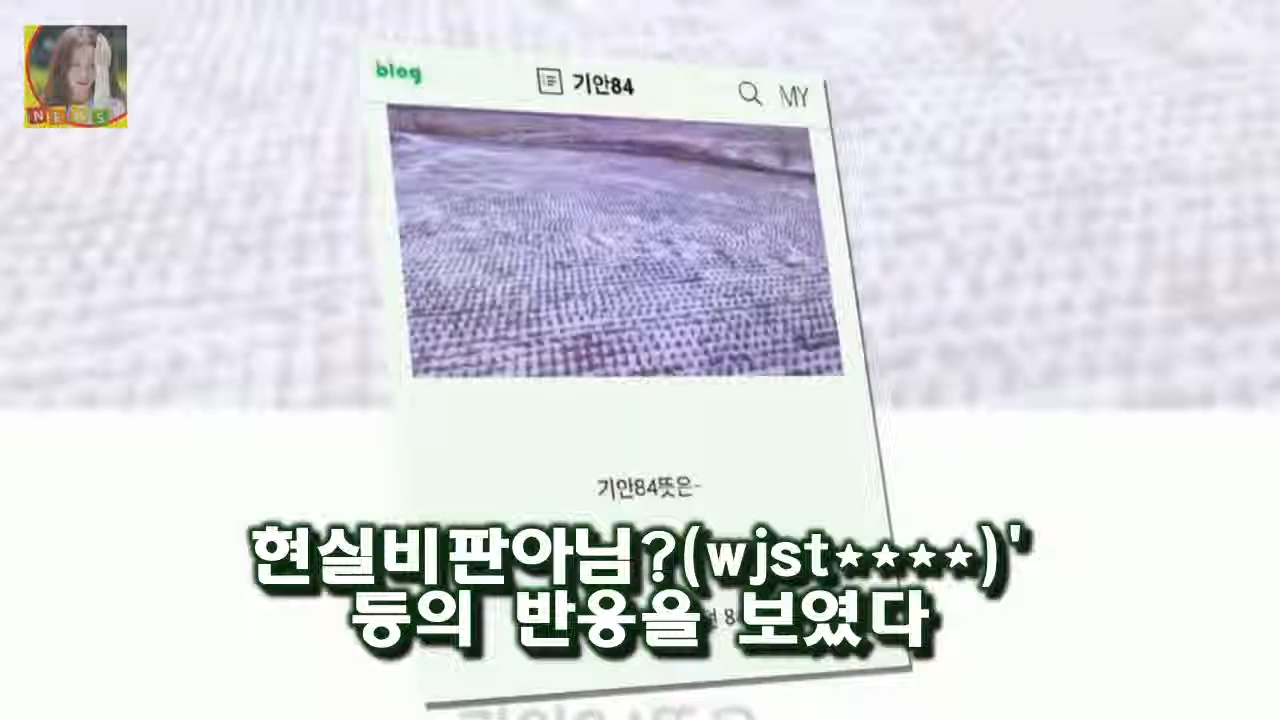 NEWS
blog
기안84
MY
기안84뜻은-
현실비판아님?(wjst****)'
등의 반응을 보였다